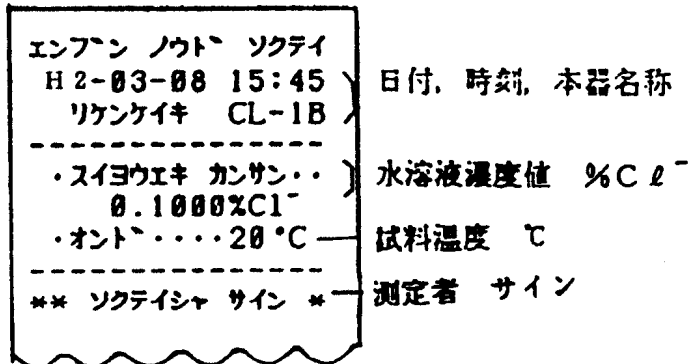 エンブン ノウド ソクテイ
H2-03-08 15:45
リケンケイキ CL-1B
日付, 時刻, 本器名称
・スイヨウエキ カンサン・・
0.1000%Cl⁻
水溶液濃度値 %Cℓ⁻
・オンド・・・・20°C
試料温度 ℃
** ソクテイシャ サイン *
測定者 サイン